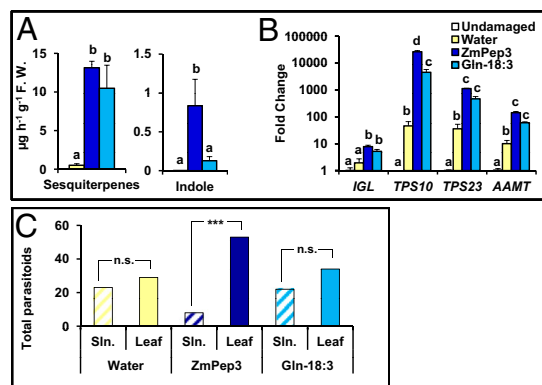 A
µg h⁻¹ g⁻¹ F. W.
15
10
5
0
a
b
b
Sesquiterpenes
1.5
1
0.5
0
a
b
a
Indole
B
Undamaged
Water
ZmPep3
Gln-18:3
Fold Change
100000
10000
1000
100
10
1
a a b b
a b d c
a b c c
a b c c
IGL TPS10 TPS23 AAMT
C
Total parasitoids
60
40
20
0
n.s. *** n.s.
Sln. Leaf Sln. Leaf Sln. Leaf
Water ZmPep3 Gln-18:3